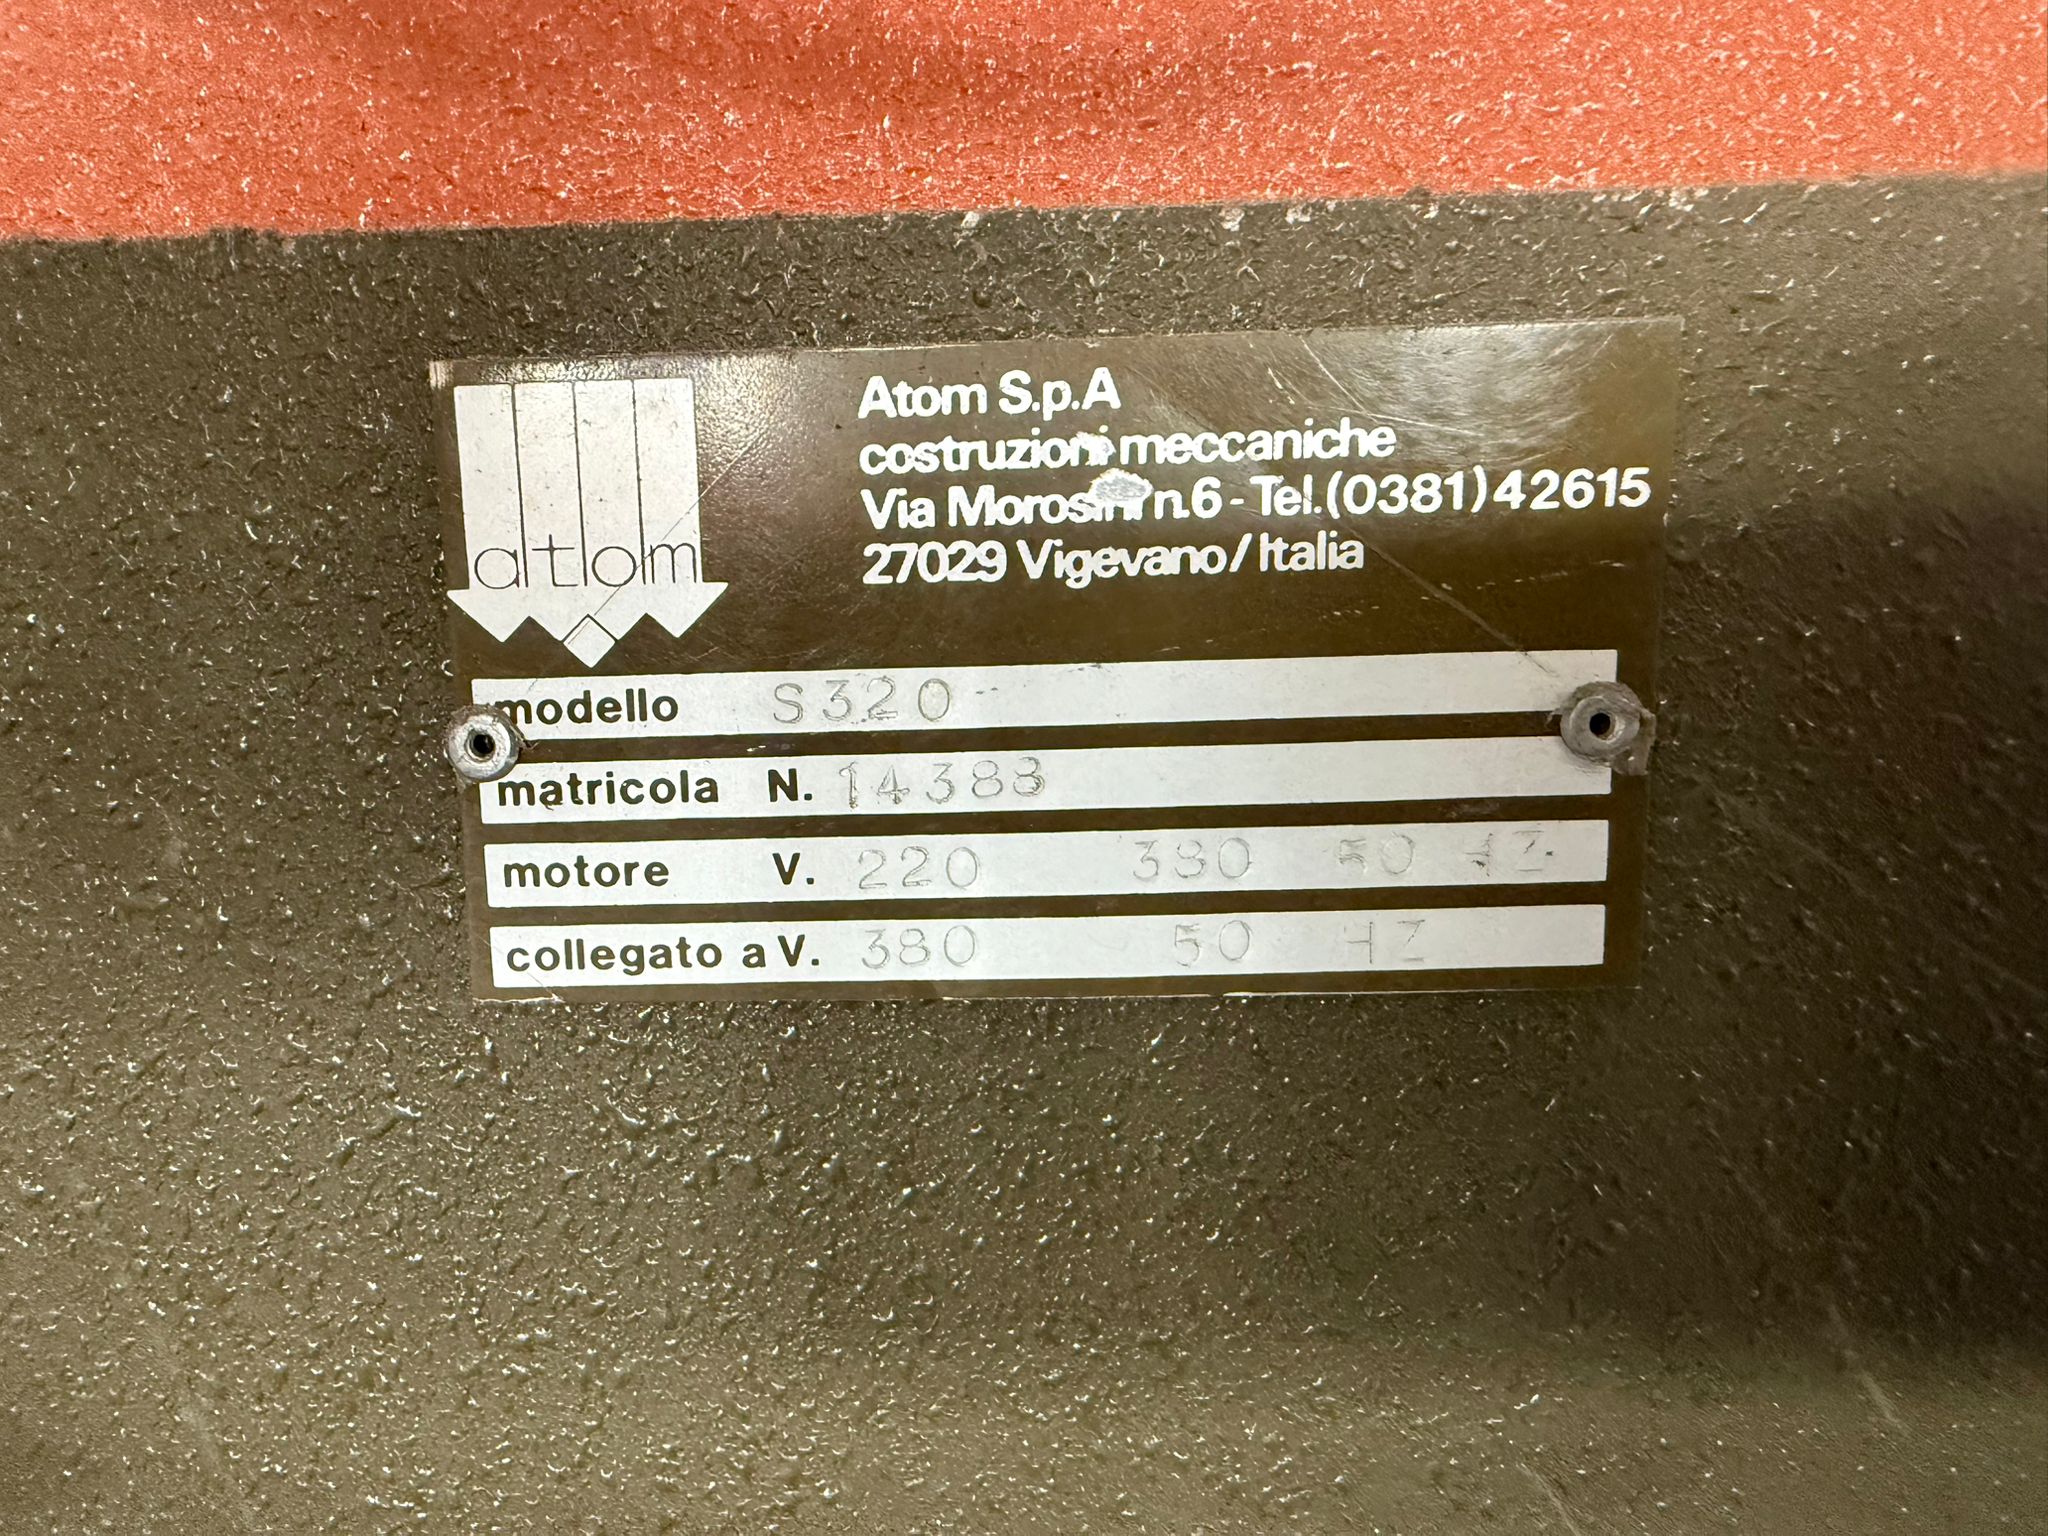 atom
Atom S.p.A
costruzioni meccaniche
Via Morosini n.6 - Tel.(0381)42615
27029 Vigevano/Italia
modello S320
matricola N. 14388
motore V. 220 380 50 HZ
collegato a V. 380 50 HZ